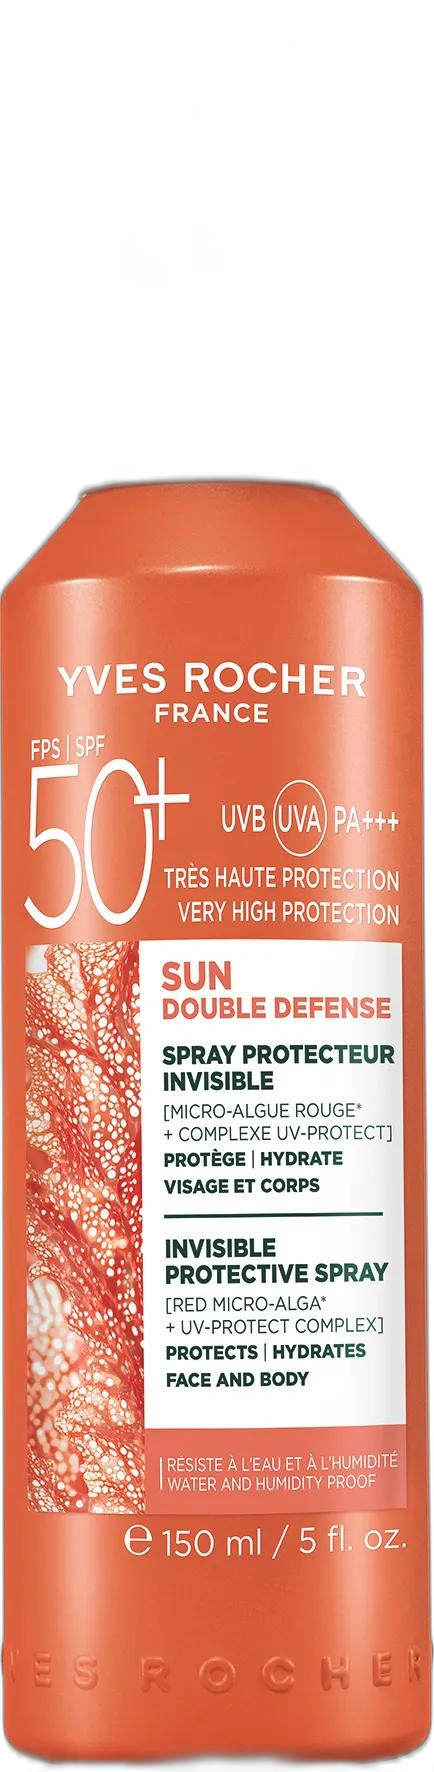 YVES ROCHER
FRANCE
FPS | SPF
50+
UVB UVA PA+++
TRÈS HAUTE PROTECTION
VERY HIGH PROTECTION
SUN
DOUBLE DEFENSE
SPRAY PROTECTEUR
INVISIBLE
[MICRO-ALGUE ROUGE*
+ COMPLEXE UV-PROTECT]
PROTÈGE | HYDRATE
VISAGE ET CORPS
INVISIBLE
PROTECTIVE SPRAY
[RED MICRO-ALGA*
+ UV-PROTECT COMPLEX]
PROTECTS | HYDRATES
FACE AND BODY
RÉSISTE À L'EAU ET À L'HUMIDITÉ
WATER AND HUMIDITY PROOF
℮ 150 ml / 5 fl. oz.
VES ROCHER